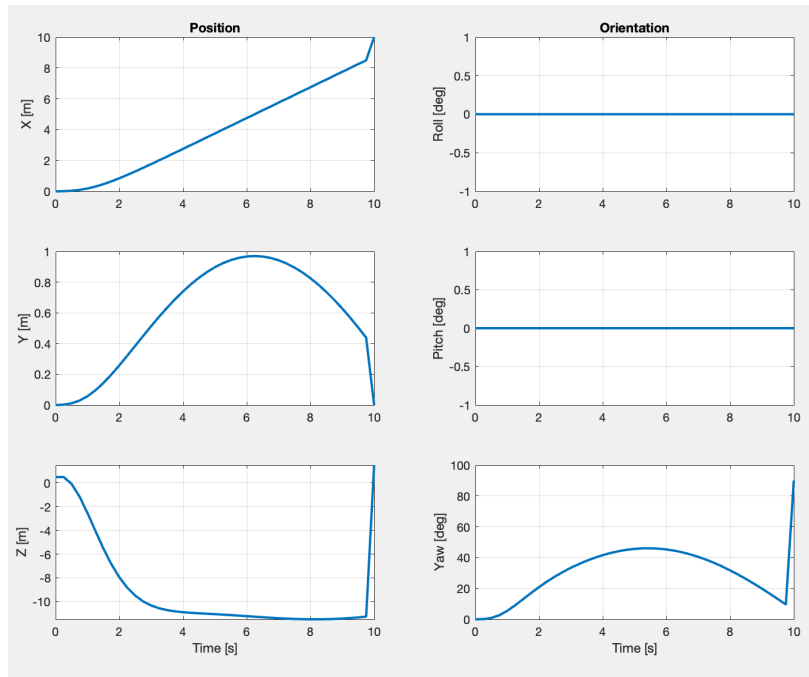 Position
10
8
6
4
2
0
X [m]
0 2 4 6 8 10
Orientation
1
0.5
0
-0.5
-1
Roll [deg]
0 2 4 6 8 10
1
0.8
0.6
0.4
0.2
0
Y [m]
0 2 4 6 8 10
1
0.5
0
-0.5
-1
Pitch [deg]
0 2 4 6 8 10
0
-2
-4
-6
-8
-10
Z [m]
0 2 4 6 8 10
Time [s]
100
80
60
40
20
0
Yaw [deg]
0 2 4 6 8 10
Time [s]